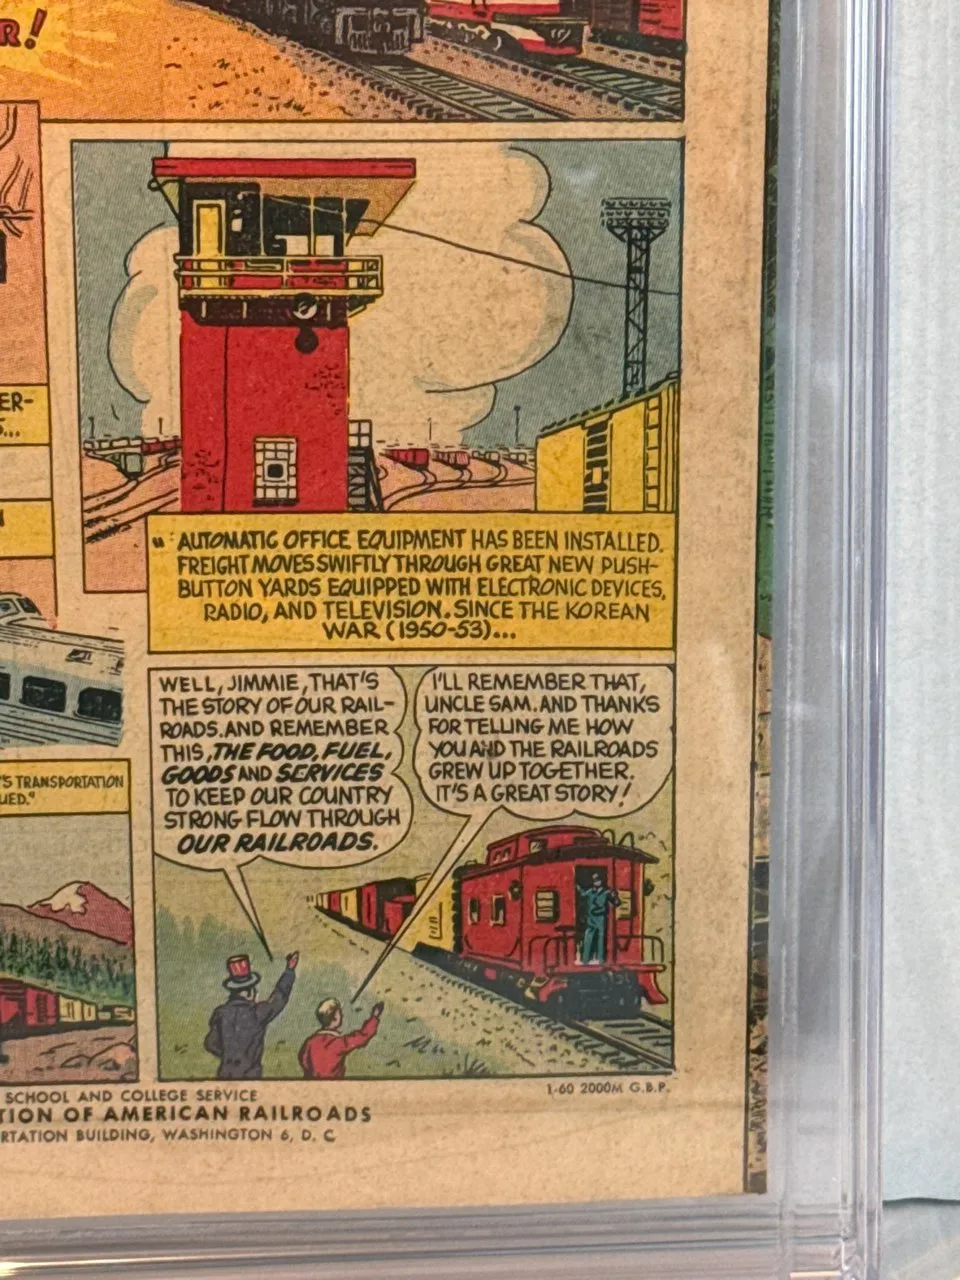 R!
ER-
S...
N
" AUTOMATIC OFFICE EQUIPMENT HAS BEEN INSTALLED.
FREIGHT MOVES SWIFTLY THROUGH GREAT NEW PUSH-
BUTTON YARDS EQUIPPED WITH ELECTRONIC DEVICES,
RADIO, AND TELEVISION. SINCE THE KOREAN
WAR (1950-53)...
WELL, JIMMIE, THAT'S
THE STORY OF OUR RAIL-
ROADS. AND REMEMBER
THIS, THE FOOD, FUEL,
GOODS AND SERVICES
TO KEEP OUR COUNTRY
STRONG FLOW THROUGH
OUR RAILROADS.
I'LL REMEMBER THAT,
UNCLE SAM. AND THANKS
FOR TELLING ME HOW
YOU AND THE RAILROADS
GREW UP TOGETHER.
IT'S A GREAT STORY!
'S TRANSPORTATION
UED."
SCHOOL AND COLLEGE SERVICE
TION OF AMERICAN RAILROADS
RTATION BUILDING, WASHINGTON 6, D. C.
1-60 2000M G.B.P.